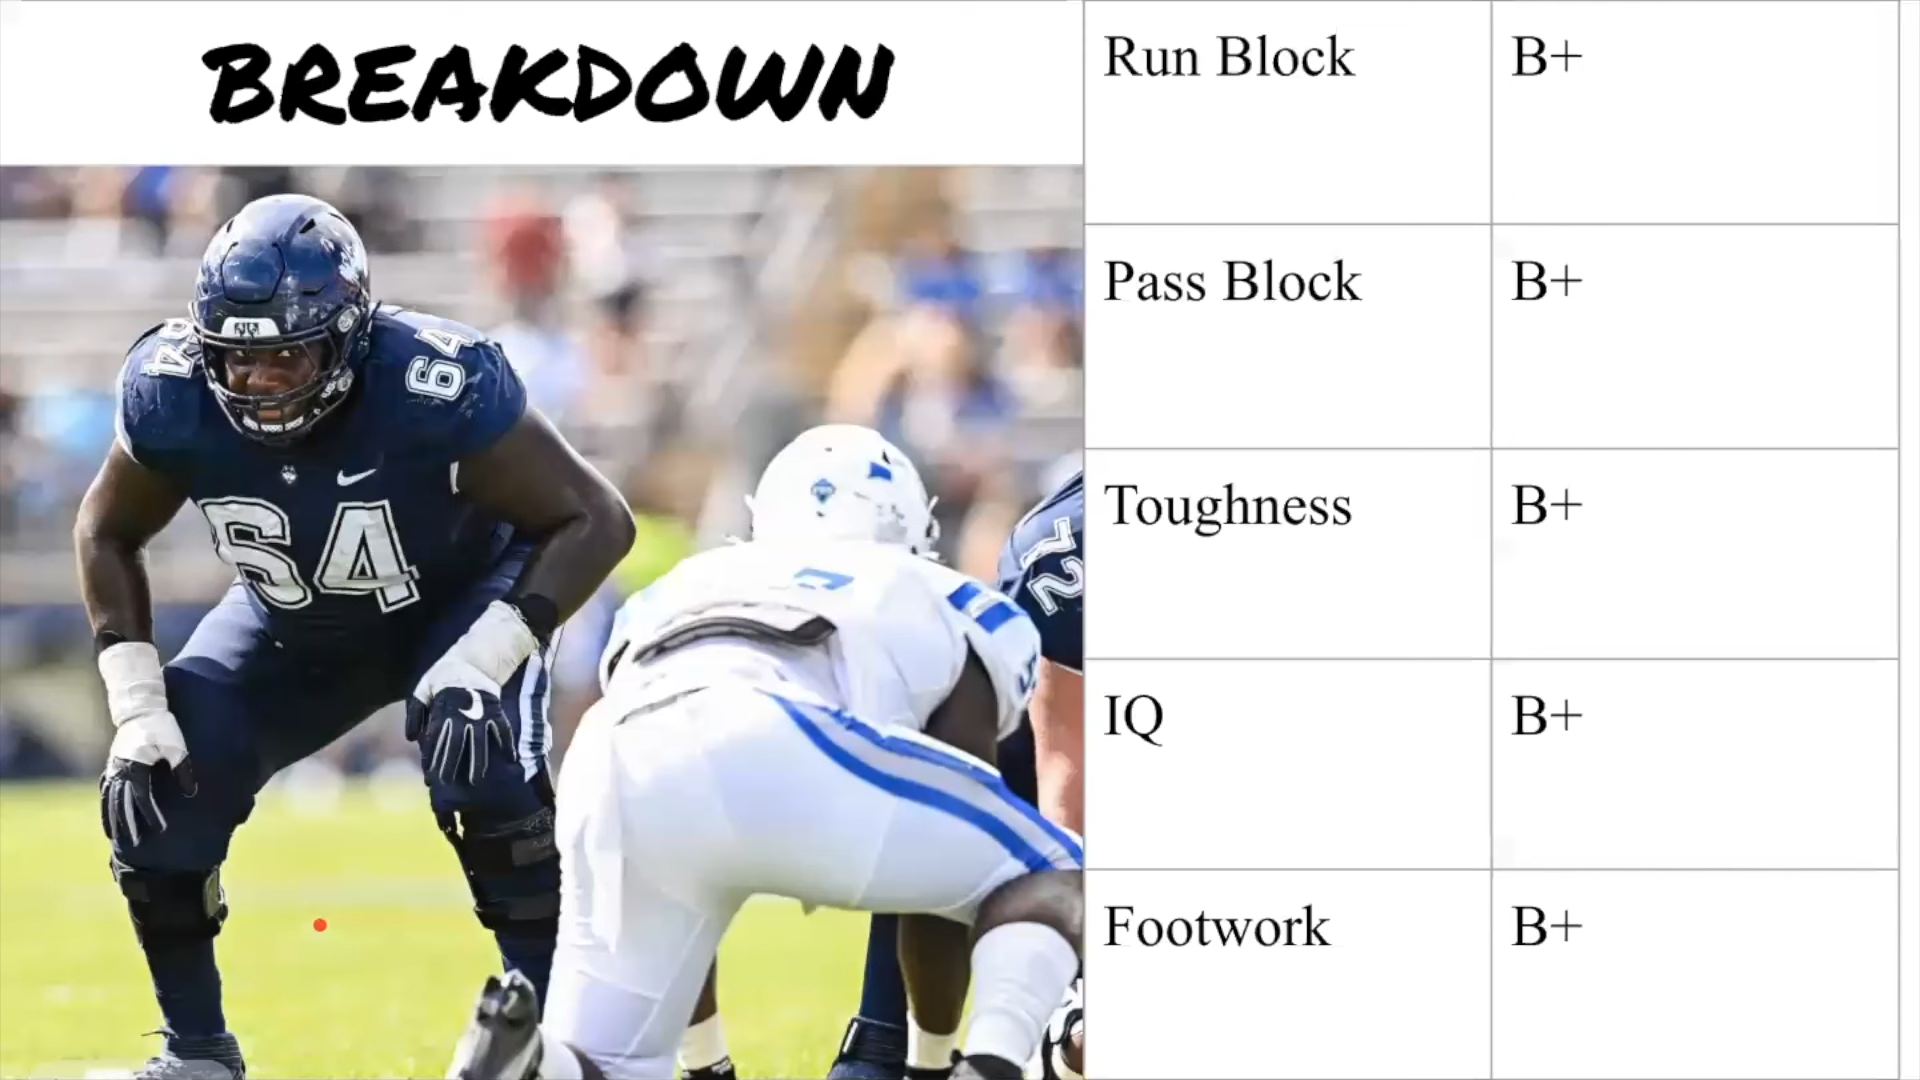 BREAKDOWN
Run Block B+
Pass Block B+
Toughness B+
IQ B+
Footwork B+
64
64
64
72